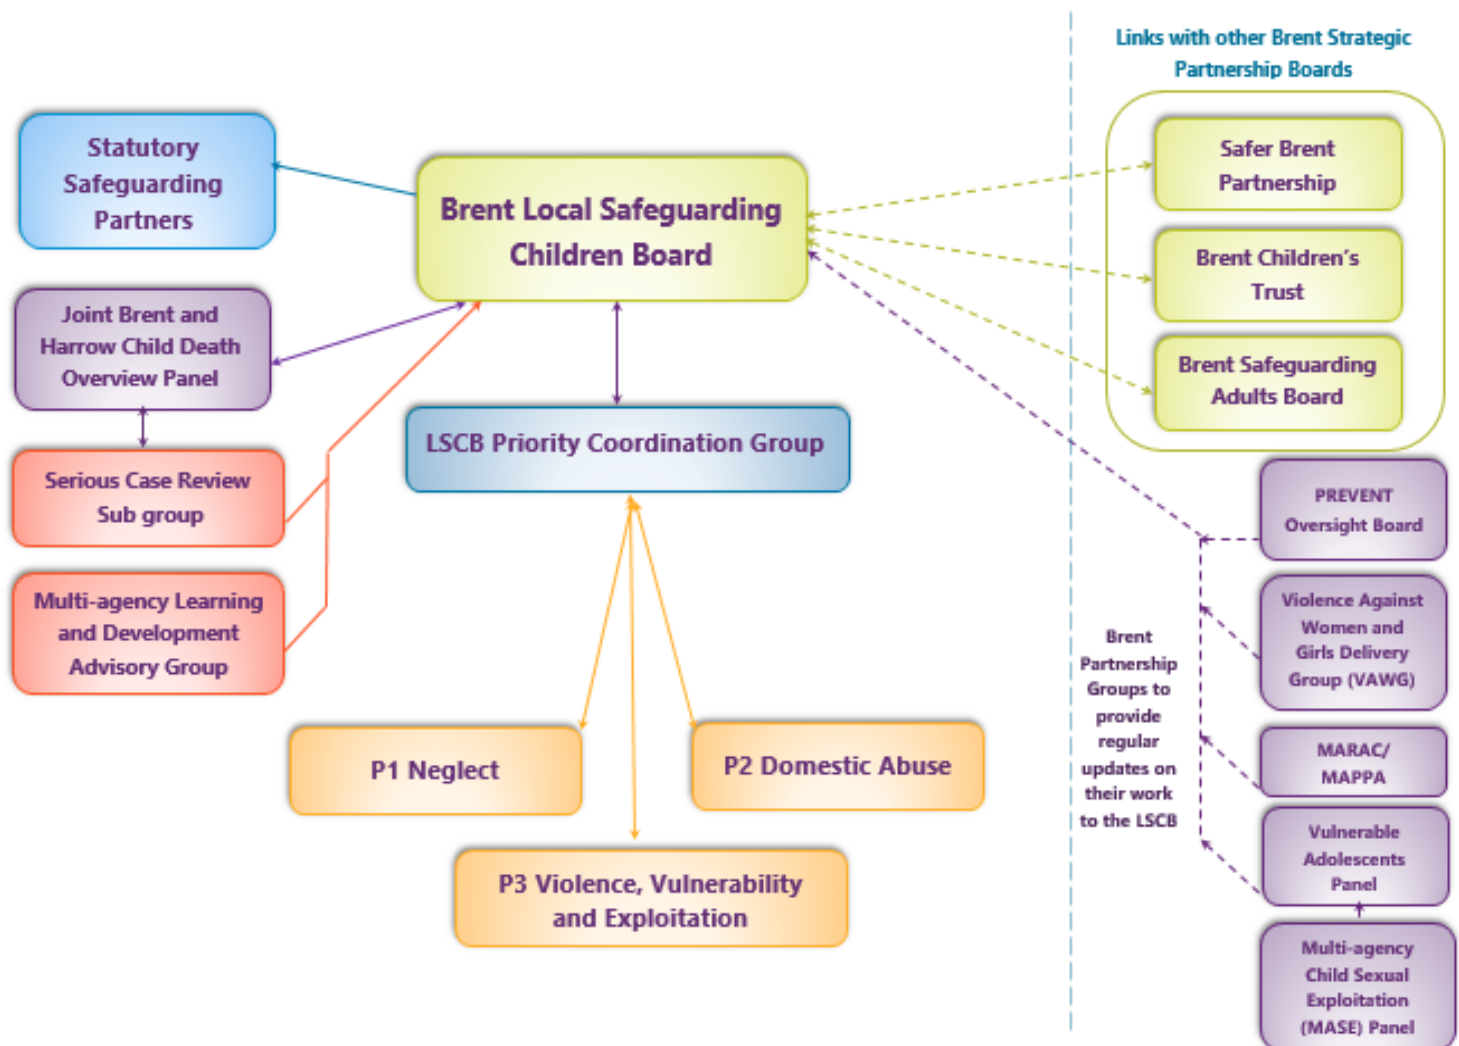 Links with other Brent Strategic
Partnership Boards
Statutory
Safeguarding
Partners
Brent Local Safeguarding
Children Board
Safer Brent
Partnership
Brent Children's
Trust
Brent Safeguarding
Adults Board
Joint Brent and
Harrow Child Death
Overview Panel
LSCB Priority Coordination Group
Serious Case Review
Sub group
Multi-agency Learning
and Development
Advisory Group
P1 Neglect
P2 Domestic Abuse
P3 Violence, Vulnerability
and Exploitation
Brent
Partnership
Groups to
provide
regular
updates on
their work
to the LSCB
PREVENT
Oversight Board
Violence Against
Women and
Girls Delivery
Group (VAWG)
MARAC/
MAPPA
Vulnerable
Adolescents
Panel
Multi-agency
Child Sexual
Exploitation
(MASE) Panel